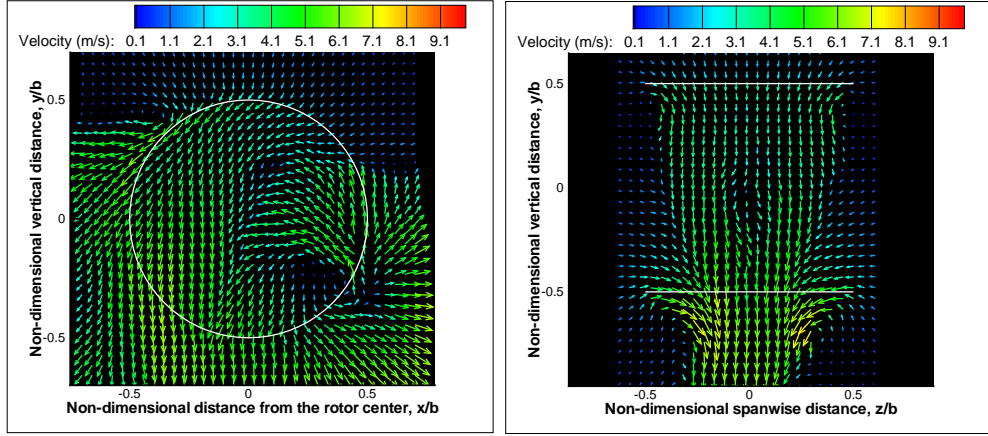 Velocity (m/s): 0.1 1.1 2.1 3.1 4.1 5.1 6.1 7.1 8.1 9.1
Non-dimensional vertical distance, y/b
0.5
0
-0.5
-0.5 0 0.5
Non-dimensional distance from the rotor center, x/b
Velocity (m/s): 0.1 1.1 2.1 3.1 4.1 5.1 6.1 7.1 8.1 9.1
Non-dimensional vertical distance, y/b
0.5
0
-0.5
-0.5 0 0.5
Non-dimensional spanwise distance, z/b